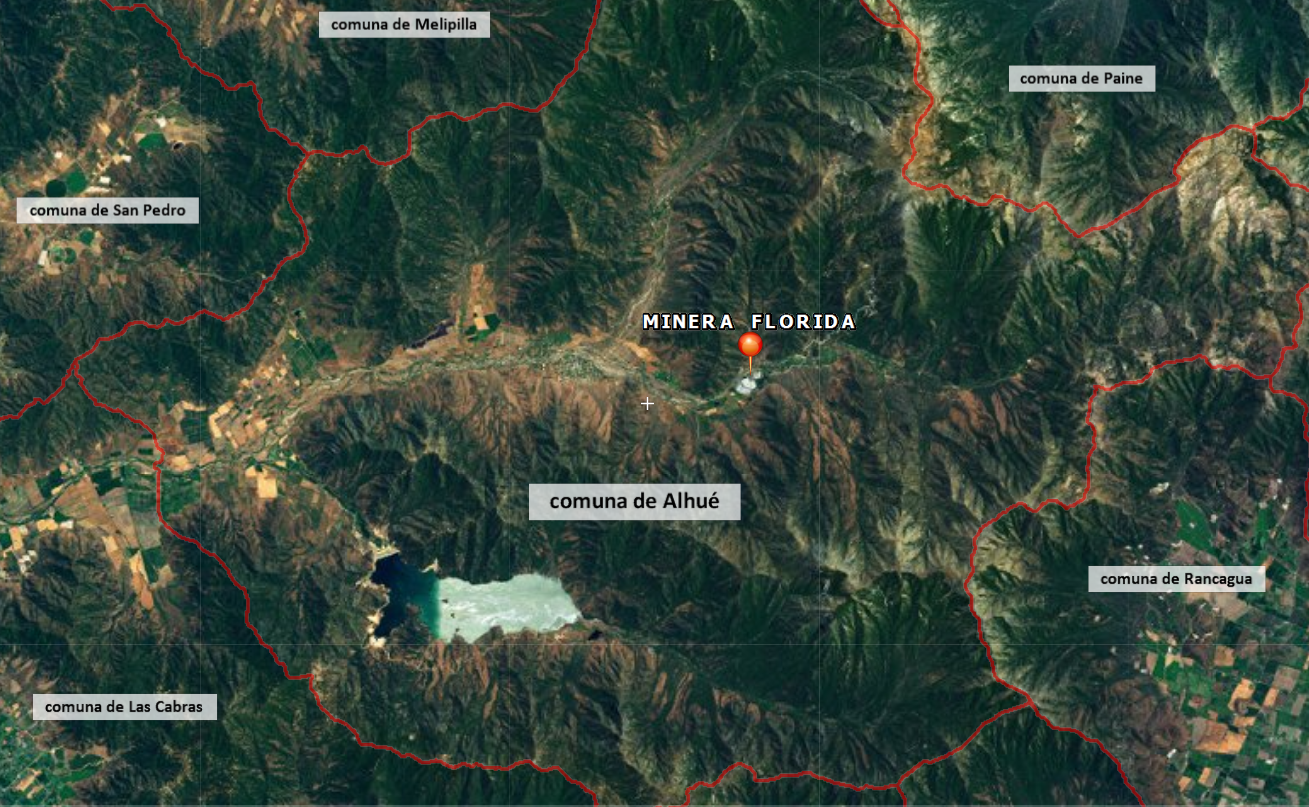 comuna de Melipilla
comuna de Paine
comuna de San Pedro
MINERA FLORIDA
comuna de Alhué
comuna de Rancagua
comuna de Las Cabras